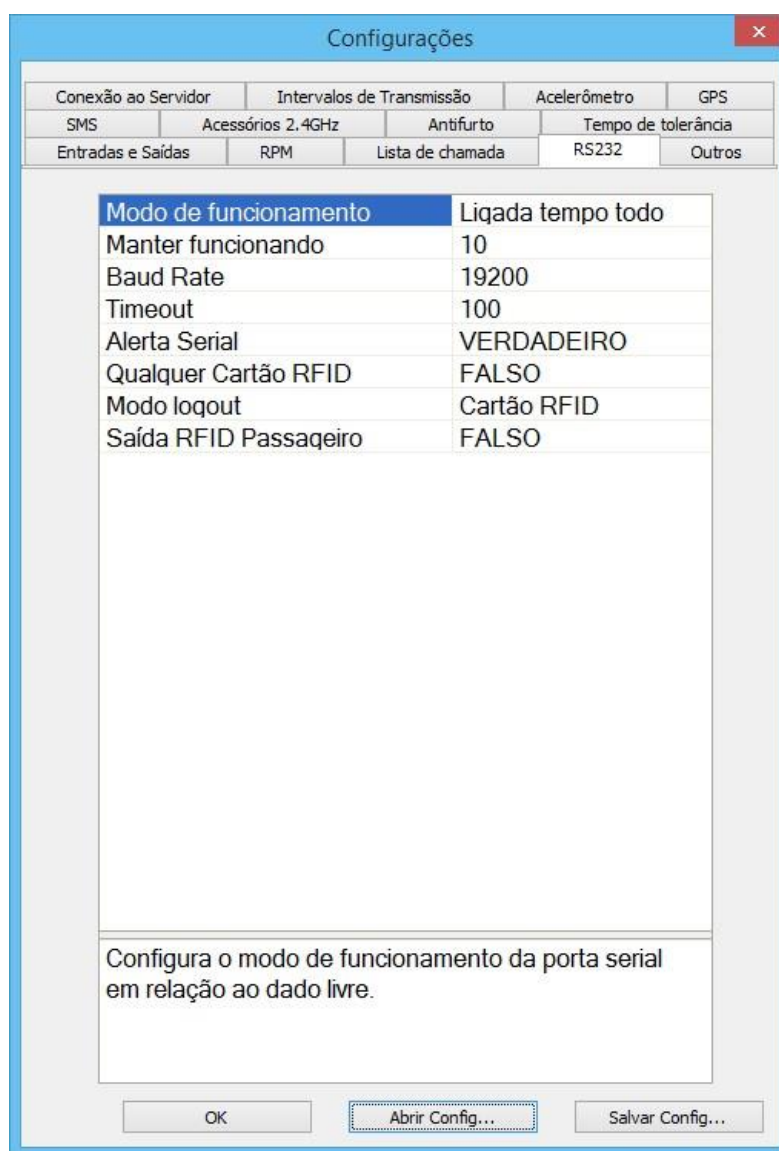 Configurações
Conexão ao Servidor Intervalos de Transmissão Acelerômetro GPS
SMS Acessórios 2.4GHz Antifurto Tempo de tolerância
Entradas e Saídas RPM Lista de chamada RS232 Outros
Modo de funcionamento Ligada tempo todo
Manter funcionando 10
Baud Rate 19200
Timeout 100
Alerta Serial VERDADEIRO
Qualquer Cartão RFID FALSO
Modo logout Cartão RFID
Saída RFID Passageiro FALSO
Configura o modo de funcionamento da porta serial
em relação ao dado livre.
OK Abrir Config... Salvar Config...